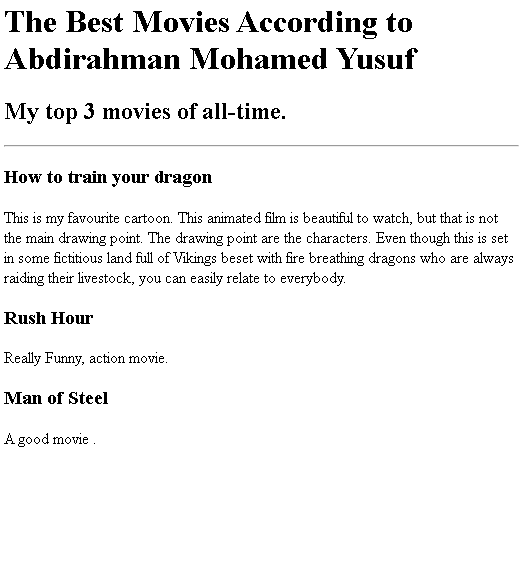 The Best Movies According to
Abdirahman Mohamed Yusuf
My top 3 movies of all-time.
How to train your dragon
This is my favourite cartoon. This animated film is beautiful to watch, but that is not
the main drawing point. The drawing point are the characters. Even though this is set
in some fictitious land full of Vikings beset with fire breathing dragons who are always
raiding their livestock, you can easily relate to everybody.
Rush Hour
Really Funny, action movie.
Man of Steel
A good movie .